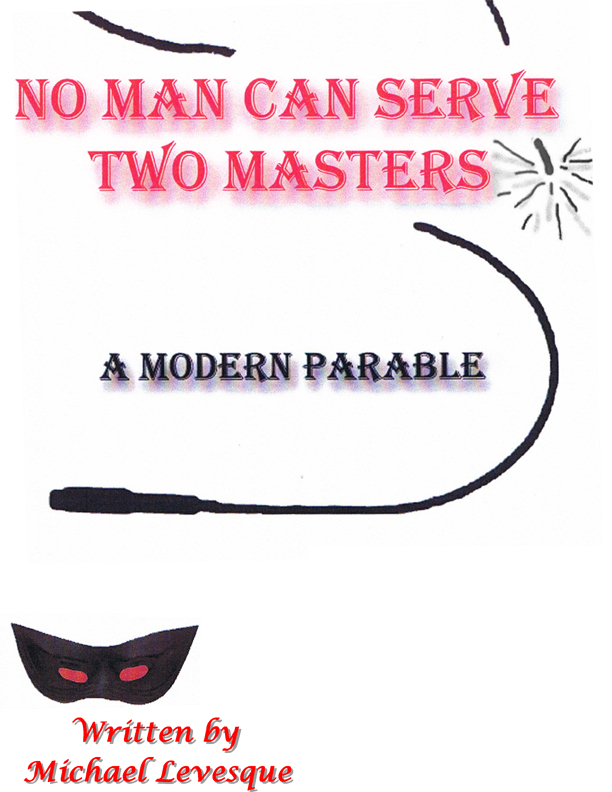 NO MAN CAN SERVE
TWO MASTERS
A MODERN PARABLE
Written by
Michael Levesque